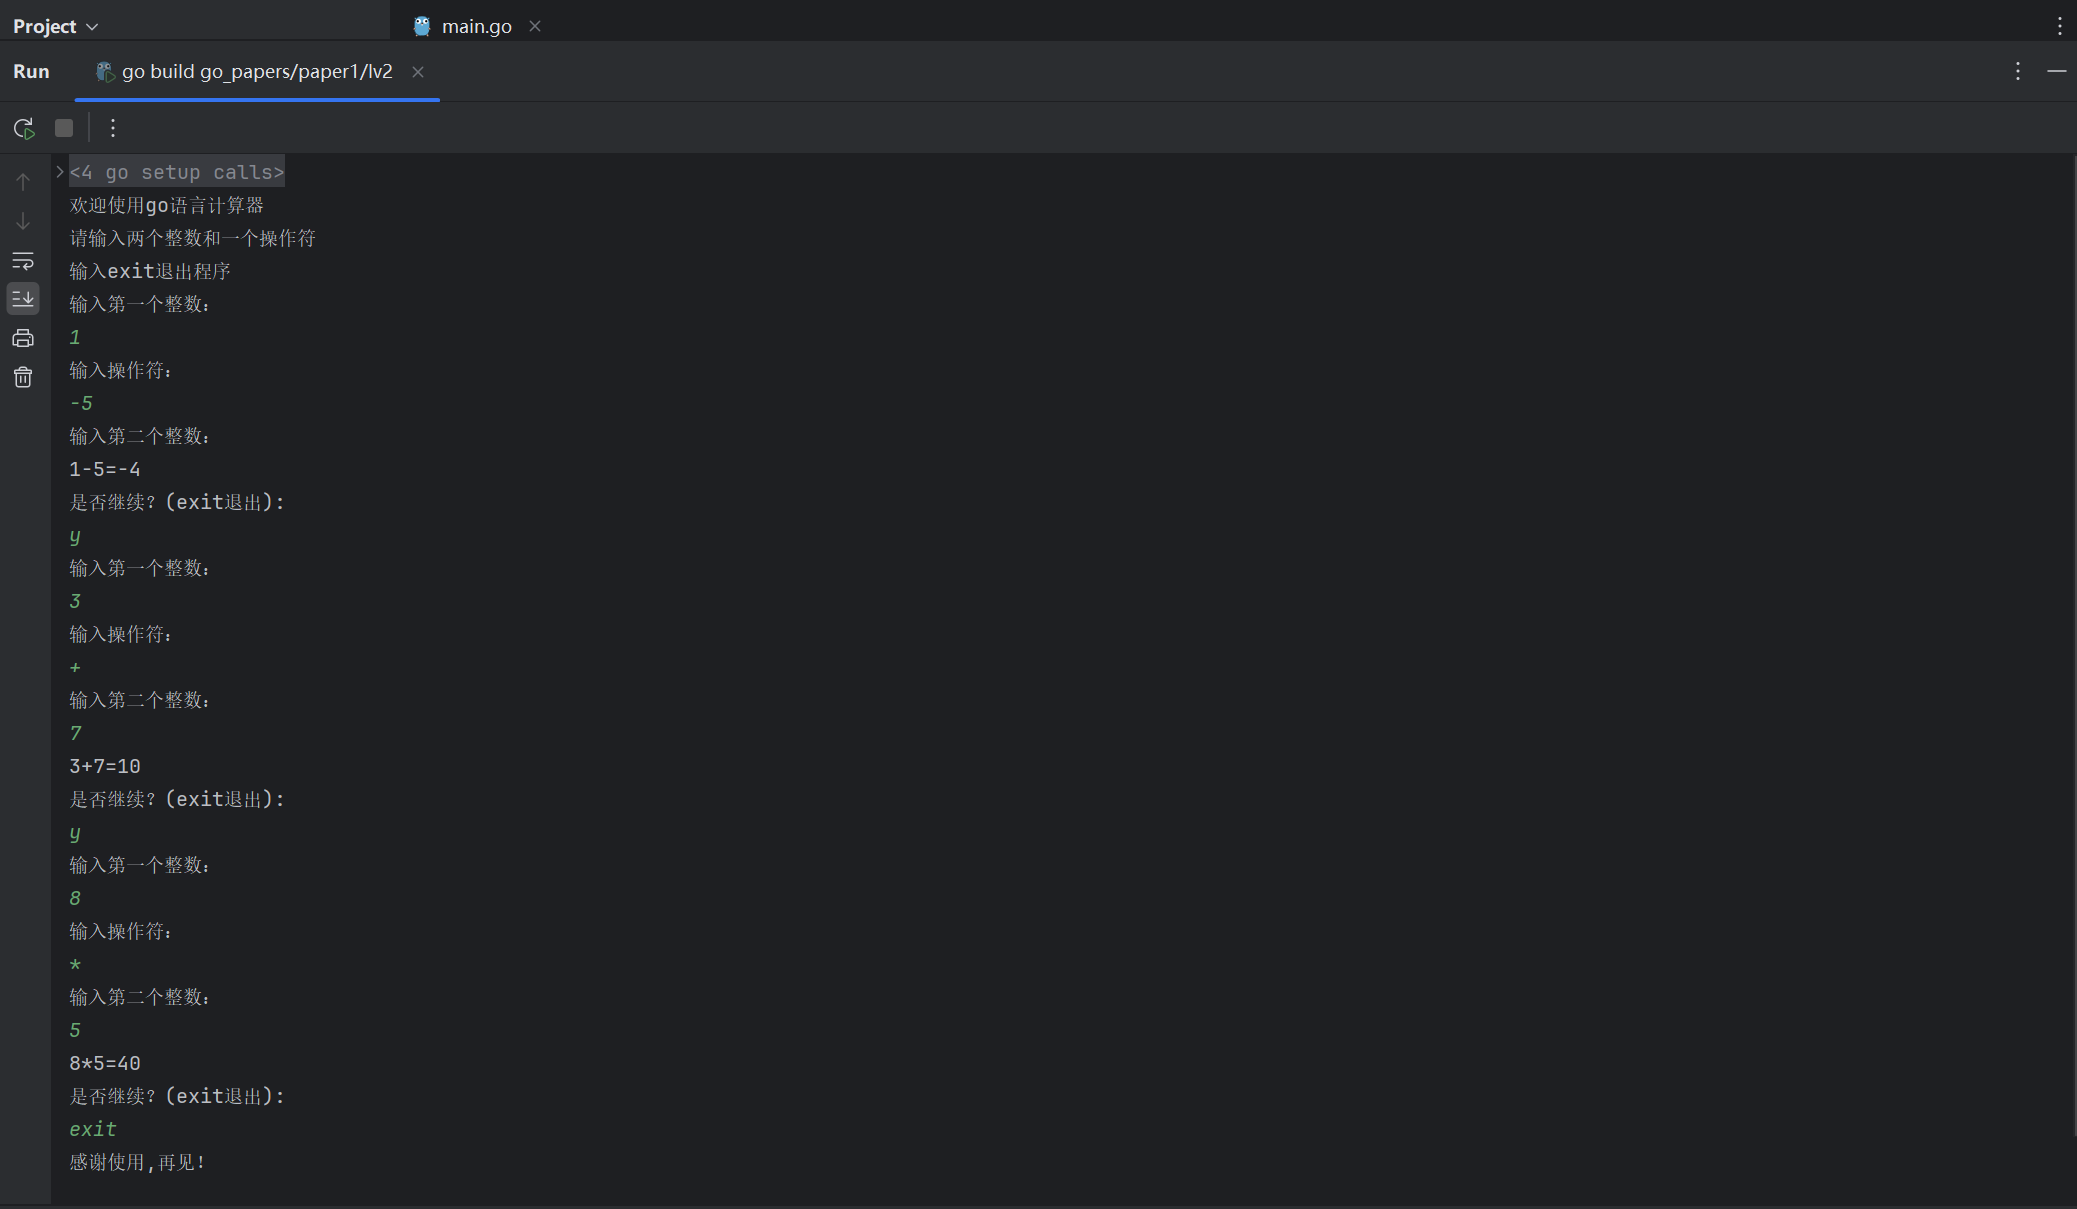 Project
main.go
Run
go build go_papers/paper1/lv2
<4 go setup calls>
欢迎使用go语言计算器
请输入两个整数和一个操作符
输入exit退出程序
输入第一个整数:
1
输入操作符:
-5
输入第二个整数:
1-5=-4
是否继续? (exit退出):
y
输入第一个整数:
3
输入操作符:
+
输入第二个整数:
7
3+7=10
是否继续? (exit退出):
y
输入第一个整数:
8
输入操作符:
*
输入第二个整数:
5
8*5=40
是否继续? (exit退出):
exit
感谢使用,再见!